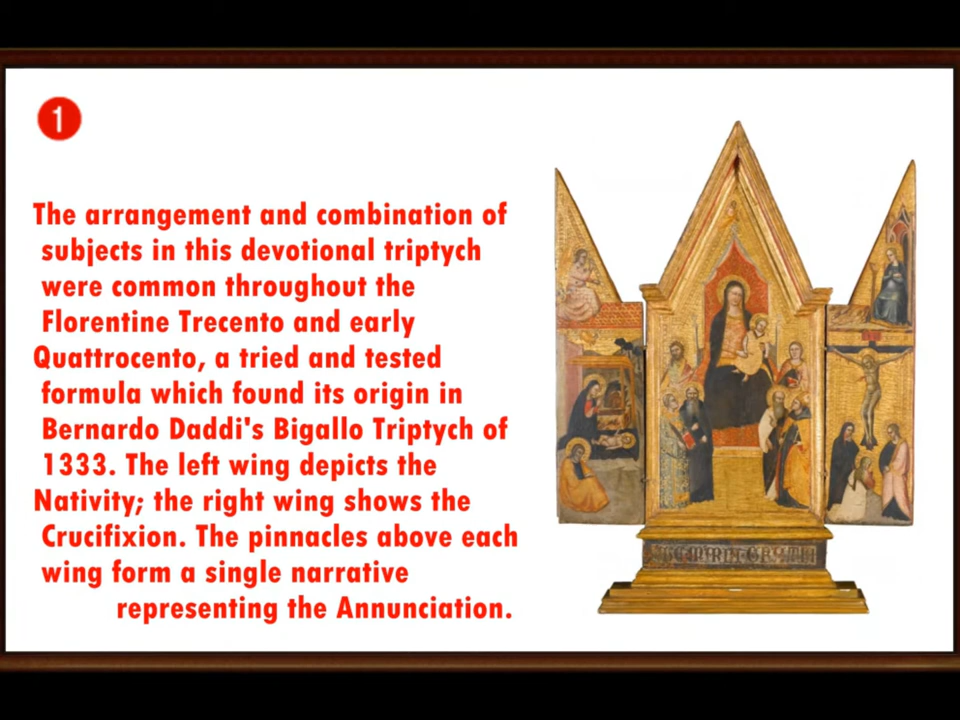 1
The arrangement and combination of
subjects in this devotional triptych
were common throughout the
Florentine Trecento and early
Quattrocento, a tried and tested
formula which found its origin in
Bernardo Daddi's Bigallo Triptych of
1333. The left wing depicts the
Nativity; the right wing shows the
Crucifixion. The pinnacles above each
wing form a single narrative
representing the Annunciation.